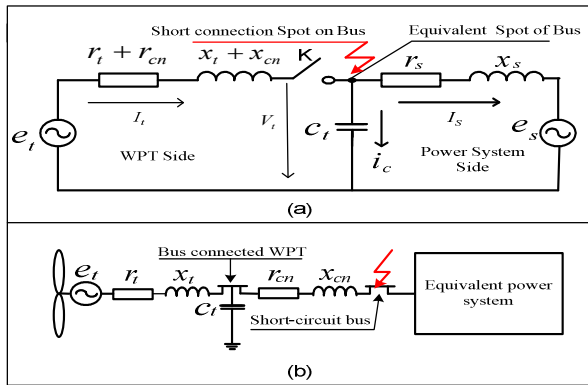 Short connection Spot on Bus
Equivalent Spot of Bus
r_t + r_cn
x_t + x_cn
K
r_s
x_s
I_t
V_t
c_t
i_c
I_S
e_t
e_s
WPT Side
Power System
Side
(a)
Bus connected WPT
e_t
r_t
x_t
r_cn
x_cn
c_t
Short-circuit bus
Equivalent power
system
(b)